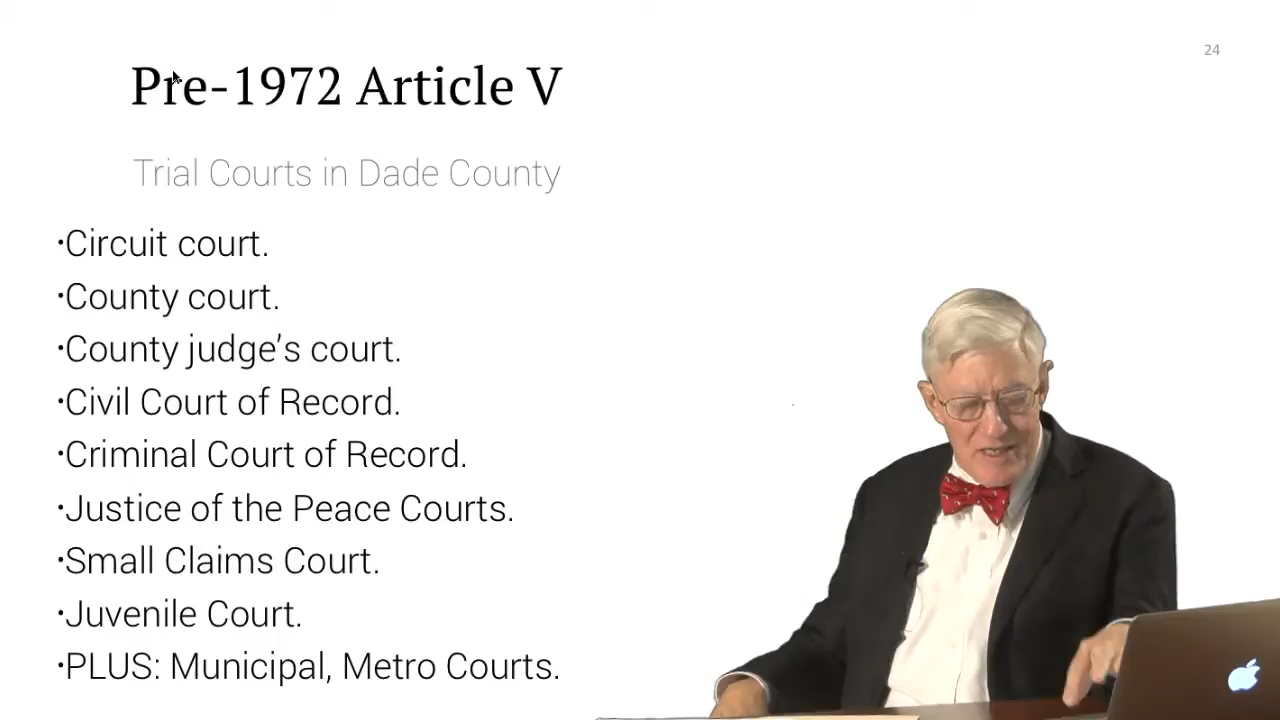 24
Pre-1972 Article V
Trial Courts in Dade County
·Circuit court.
·County court.
·County judge’s court.
·Civil Court of Record.
·Criminal Court of Record.
·Justice of the Peace Courts.
·Small Claims Court.
·Juvenile Court.
·PLUS: Municipal, Metro Courts.